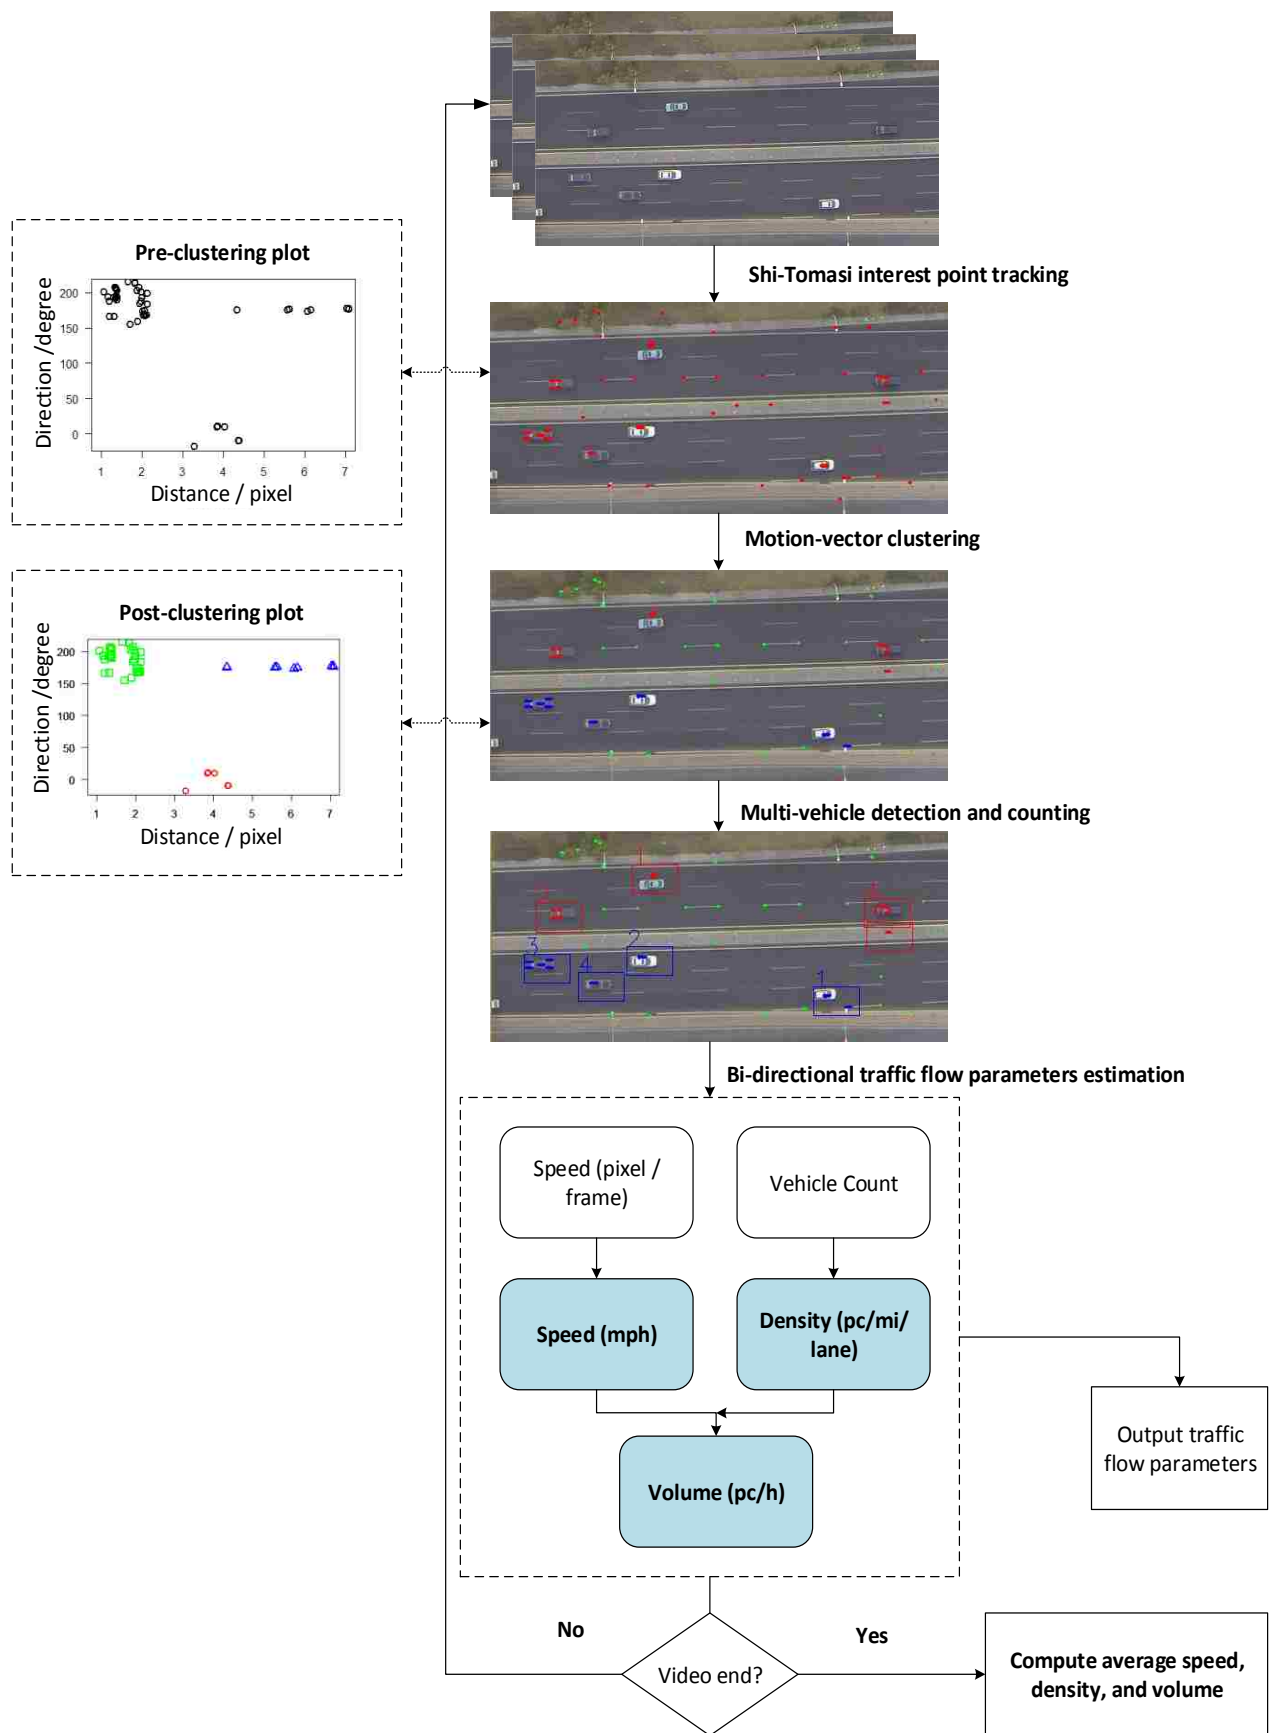 Pre-clustering plot
Direction /degree
200
150
100
50
0
1 2 3 4 5 6 7
Distance / pixel
Shi-Tomasi interest point tracking
Motion-vector clustering
Post-clustering plot
Direction /degree
200
150
100
50
0
1 2 3 4 5 6 7
Distance / pixel
Multi-vehicle detection and counting
3
2
4
1
Bi-directional traffic flow parameters estimation
Speed (pixel /
frame)
Vehicle Count
Speed (mph)
Density (pc/mi/
lane)
Volume (pc/h)
Output traffic
flow parameters
No
Yes
Video end?
Compute average speed,
density, and volume